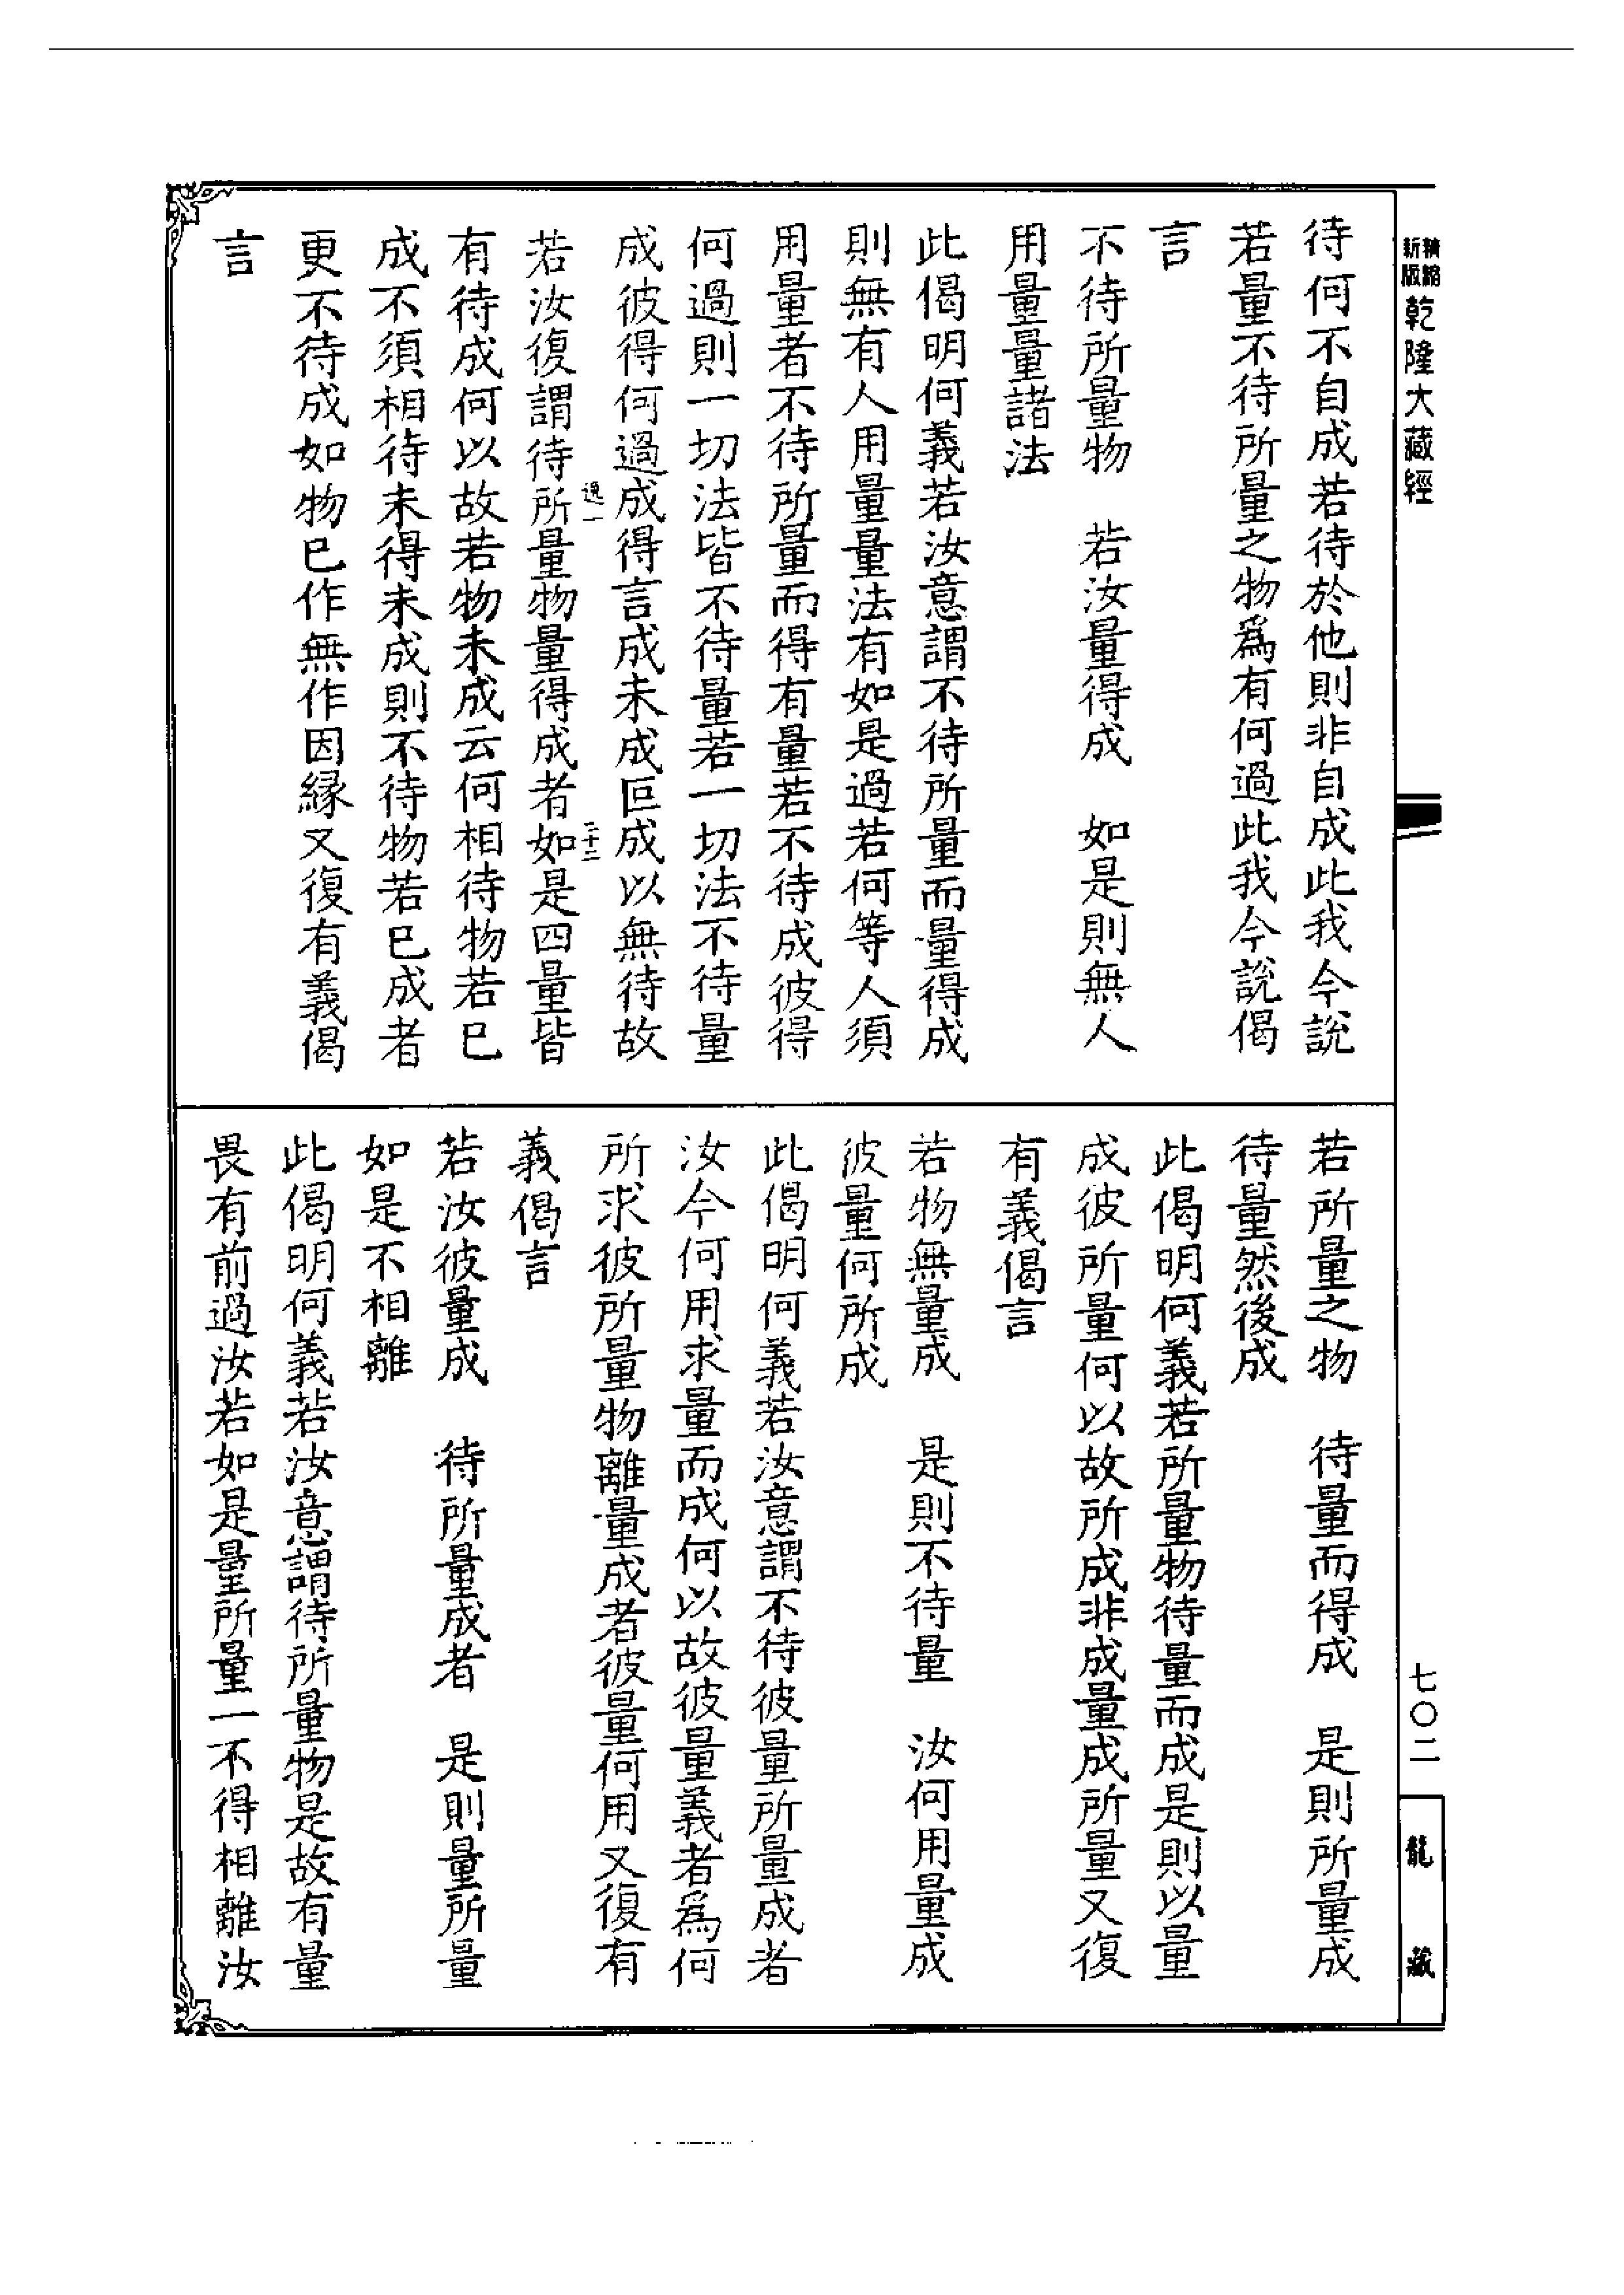 精縮新版乾隆大藏經
待何不自成若待於他則非自成此我今說
若量不待所量之物爲有何過此我今說偈
言
不待所量物　若汝量得成　如是則無人
用量量諸法
此偈明何義若汝意謂不待所量而量得成
則無有人用量量法有如是過若何等人須
用量者不待所量而得有量若不待成彼得
何過則一切法皆不待量若一切法不待量
成彼得何過成得言成未成叵成以無待故
逸一
三十二
若汝復謂待所量物量得成者如是四量皆
有待成何以故若物未成云何相待物若已
成不須相待未得未成則不待物若已成者
更不待成如物已作無作因緣又復有義偈
言
若所量之物　待量而得成　是則所量成
待量然後成
此偈明何義若所量物待量而成是則以量
成彼所量何以故所成非成量成所量又復
有義偈言
若物無量成　是則不待量　汝何用量成
彼量何所成
此偈明何義若汝意謂不待彼量所量成者
汝今何用求量而成何以故彼量義者為何
所求彼所量物離量成者彼量何用又復有
義偈言
若汝彼量成　待所量成者　是則量所量
如是不相離
此偈明何義若汝意謂待所量物是故有量
畏有前過汝若如是量所量一不得相離汝
七〇二
龍藏